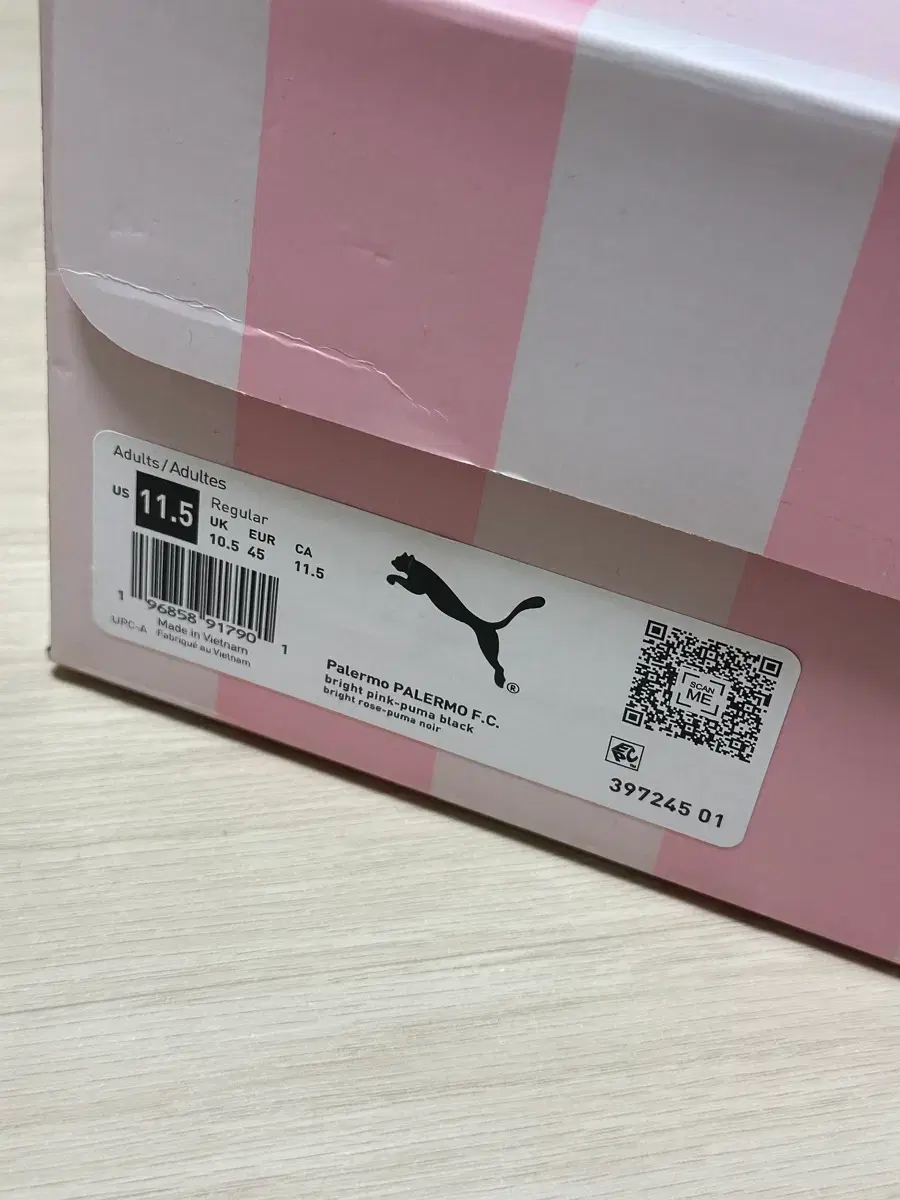 Adults/Adultes
US 11.5 Regular
UK EUR CA
10.5 45 11.5
1 96858 91790 1
UPC-A Made in Vietnam
Fabriqué au Vietnam
®
Palermo PALERMO F.C.
bright pink-puma black
bright rose-puma noir
SCAN
ME
EC™
397245 01